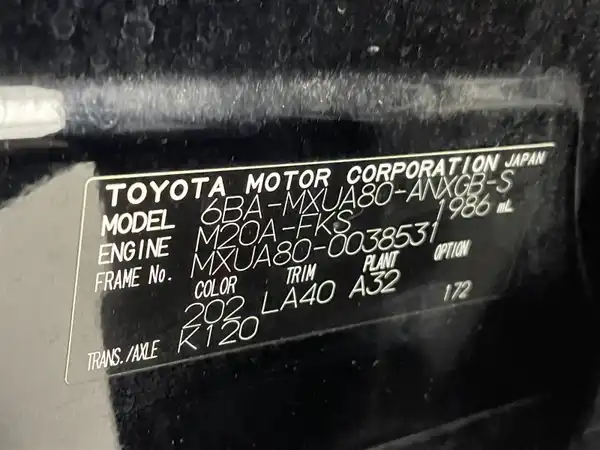 TOYOTA MOTOR CORPORATION JAPAN
MODEL 6BA-MXUA80-ANXGB-S
ENGINE M20A-FKS 1986 mL
FRAME No. MXUA80-0038531
COLOR TRIM PLANT OPTION
202 LA40 A32 172
TRANS./AXLE K120